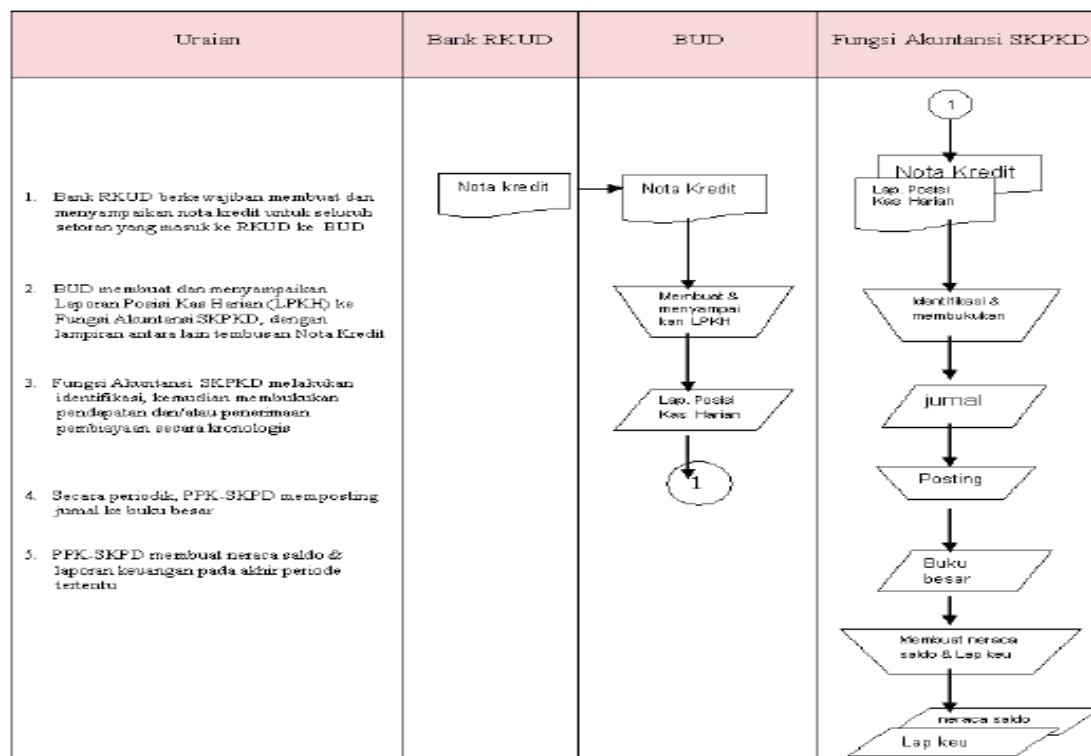 Uraian
Bank RKUD
BUD
Fungsi Akuntansi SKPKD
1. Bank RKUD berkewajiban membuat dan
menyampaikan nota kredit untuk seluruh
setoran yang masuk ke RKUD ke BUD
2. BUD membuat dan menyampaikan
Laporan Posisi Kas Harian (LPKH) ke
Fungsi Akuntansi SKPKD, dengan
lampiran antara lain tembusan Nota Kredit
3. Fungsi Akuntansi SKPKD melakukan
identifikasi, kemudian membukukan
pendapatan dan/atau penerimaan
pembiayaan secara kronologis
4. Secara periodik, PPK-SKPD memposting
jurnal ke buku besar
5. PPK-SKPD membuat neraca saldo &
laporan keuangan pada akhir periode
tertentu
Nota kredit
Nota Kredit
Membuat &
menyampai
kan LPKH
Lap. Posisi
Kas Harian
1
1
Nota Kredit
Lap. Posisi
Kas Harian
Identifikasi &
membukukan
jurnal
Posting
Buku
besar
Membuat neraca
saldo & Lap keu
neraca saldo
Lap keu